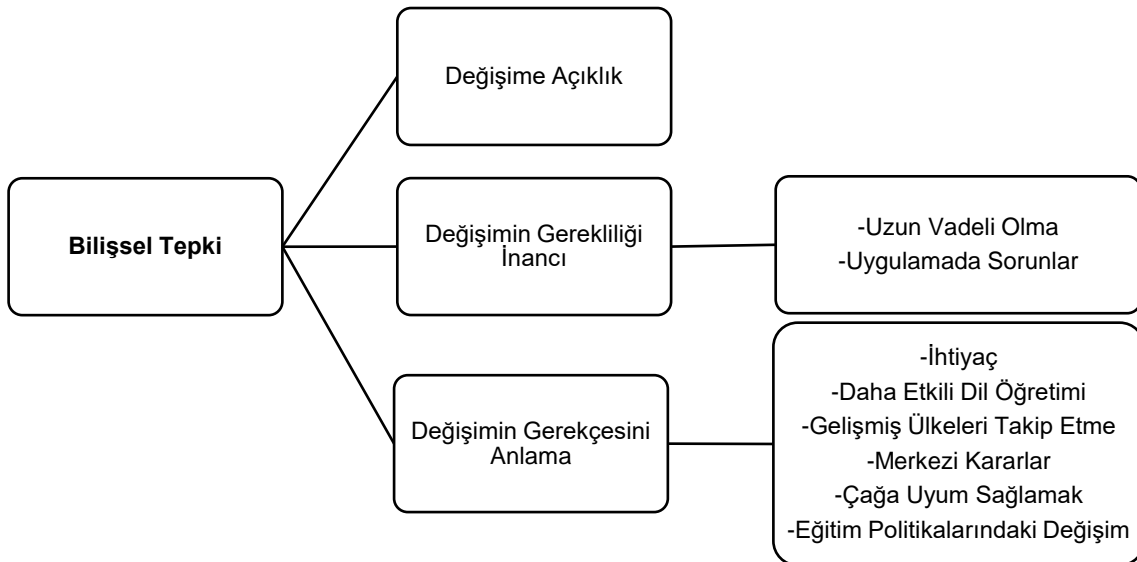 Değişime Açıklık
Bilişsel Tepki
Değişimin Gerekliliği
İnancı
-Uzun Vadeli Olma
-Uygulamada Sorunlar
Değişimin Gerekçesini
Anlama
-İhtiyaç
-Daha Etkili Dil Öğretimi
-Gelişmiş Ülkeleri Takip Etme
-Merkezi Kararlar
-Çağa Uyum Sağlamak
-Eğitim Politikalarındaki Değişim